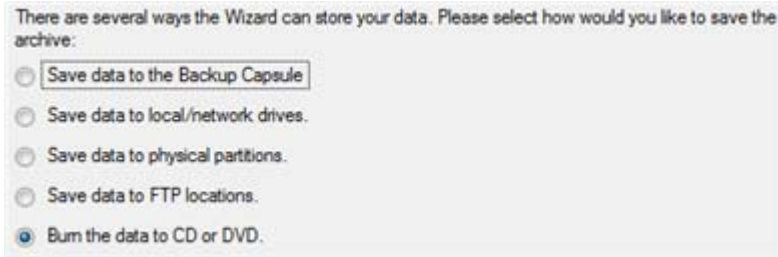 There are several ways the Wizard can store your data. Please select how would you like to save the
archive:
Save data to the Backup Capsule
Save data to local/network drives.
Save data to physical partitions.
Save data to FTP locations.
Burn the data to CD or DVD.